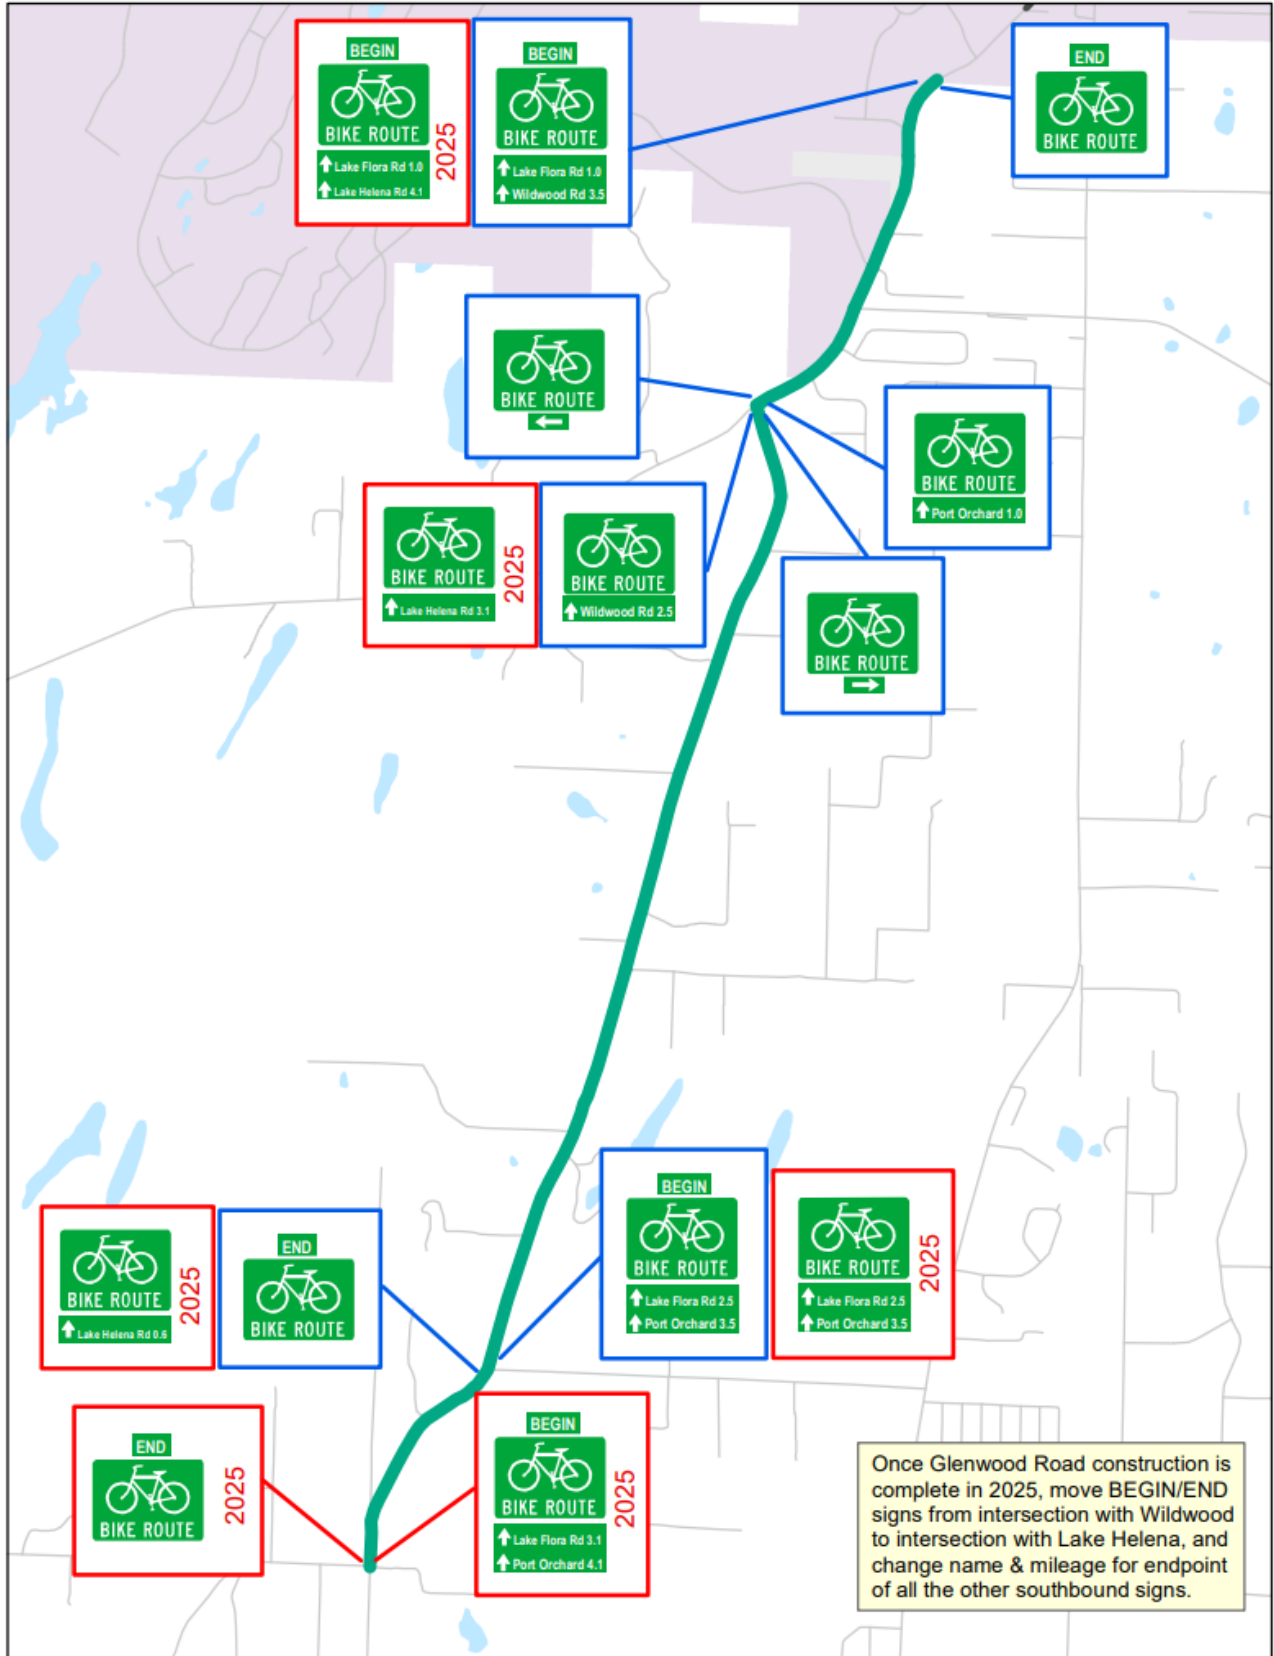 BEGIN
BIKE ROUTE
Lake Flora Rd 1.0
Lake Helena Rd 4.1
2025
BEGIN
BIKE ROUTE
Lake Flora Rd 1.0
Wildwood Rd 3.5
END
BIKE ROUTE
BIKE ROUTE
BIKE ROUTE
Port Orchard 1.0
BIKE ROUTE
Lake Helena Rd 3.1
2025
BIKE ROUTE
Wildwood Rd 2.5
BIKE ROUTE
BIKE ROUTE
Lake Helena Rd 0.6
2025
END
BIKE ROUTE
BEGIN
BIKE ROUTE
Lake Flora Rd 2.5
Port Orchard 3.5
BIKE ROUTE
Lake Flora Rd 2.5
Port Orchard 3.5
2025
END
BIKE ROUTE
2025
BEGIN
BIKE ROUTE
Lake Flora Rd 3.1
Port Orchard 4.1
2025
Once Glenwood Road construction is
complete in 2025, move BEGIN/END
signs from intersection with Wildwood
to intersection with Lake Helena, and
change name & mileage for endpoint
of all the other southbound signs.